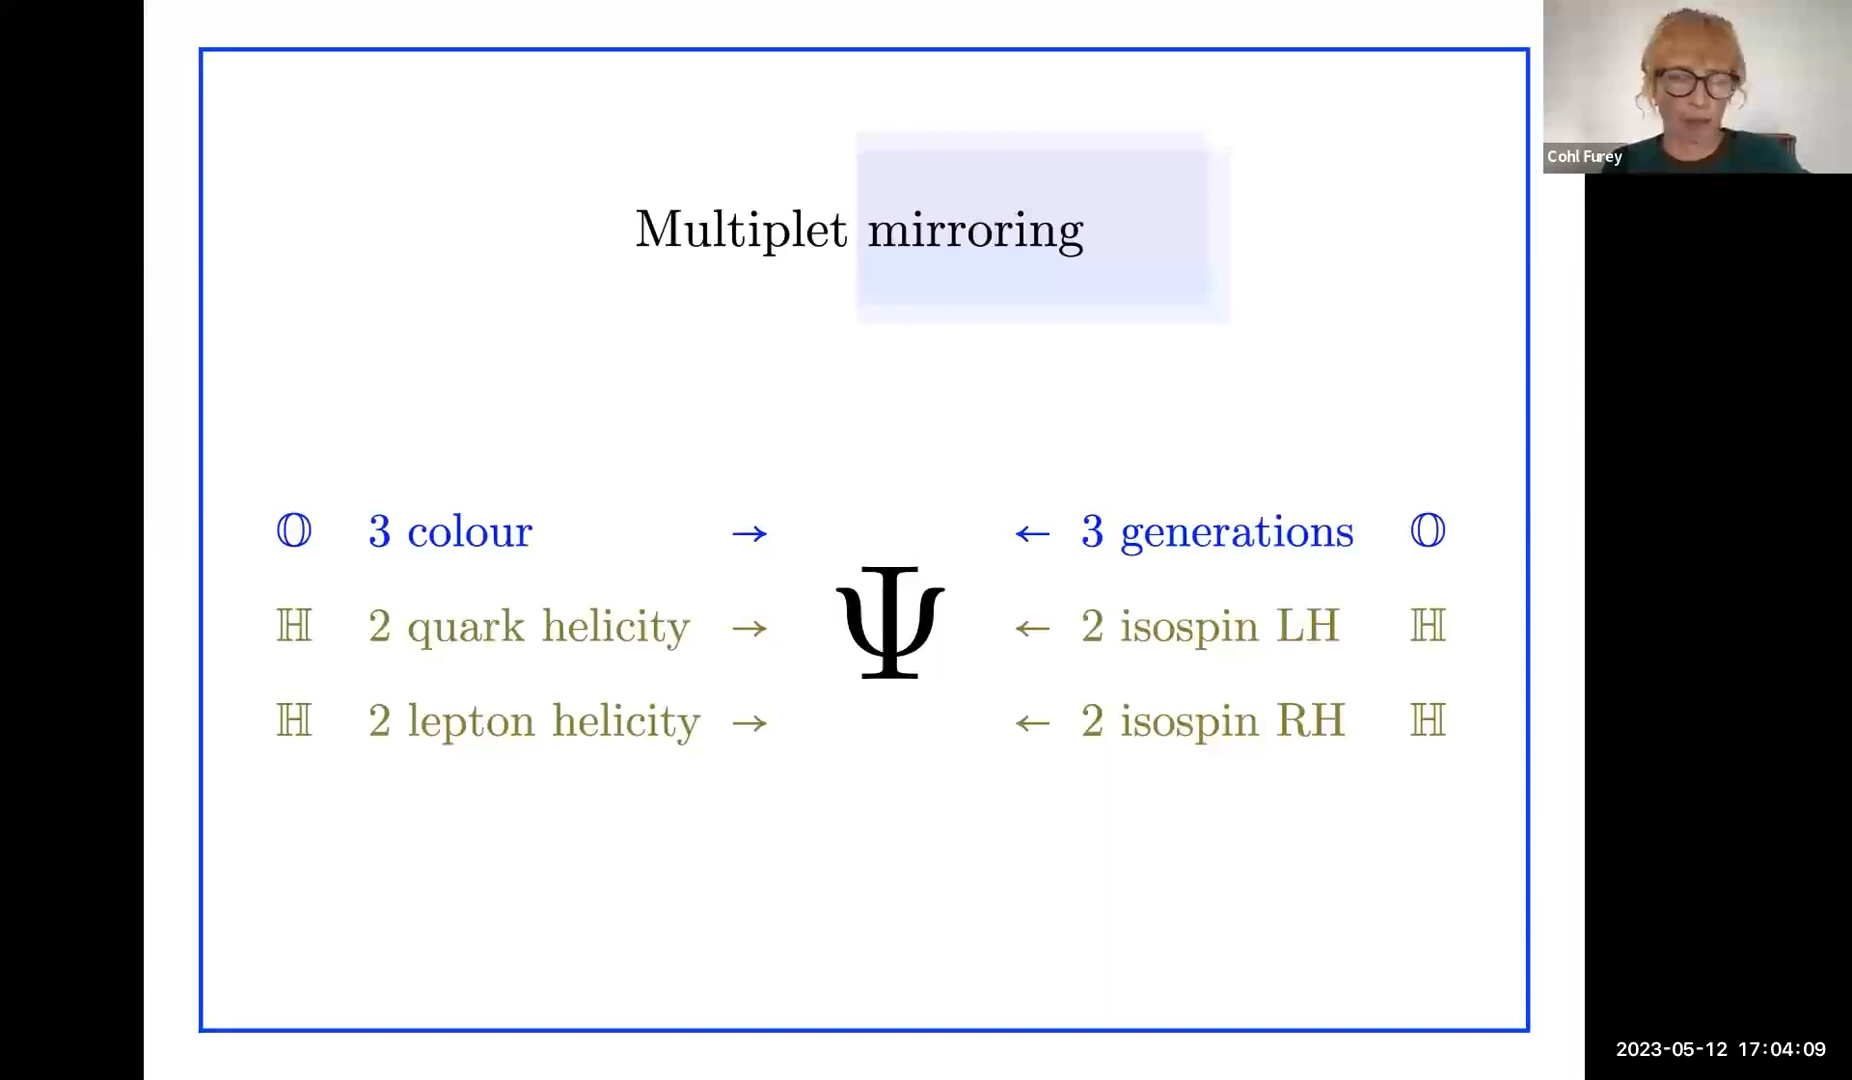 Cohl Furey
Multiplet mirroring
𝕆 3 colour → ← 3 generations 𝕆
Ψ
ℍ 2 quark helicity → ← 2 isospin LH ℍ
ℍ 2 lepton helicity → ← 2 isospin RH ℍ
2023-05-12 17:04:09